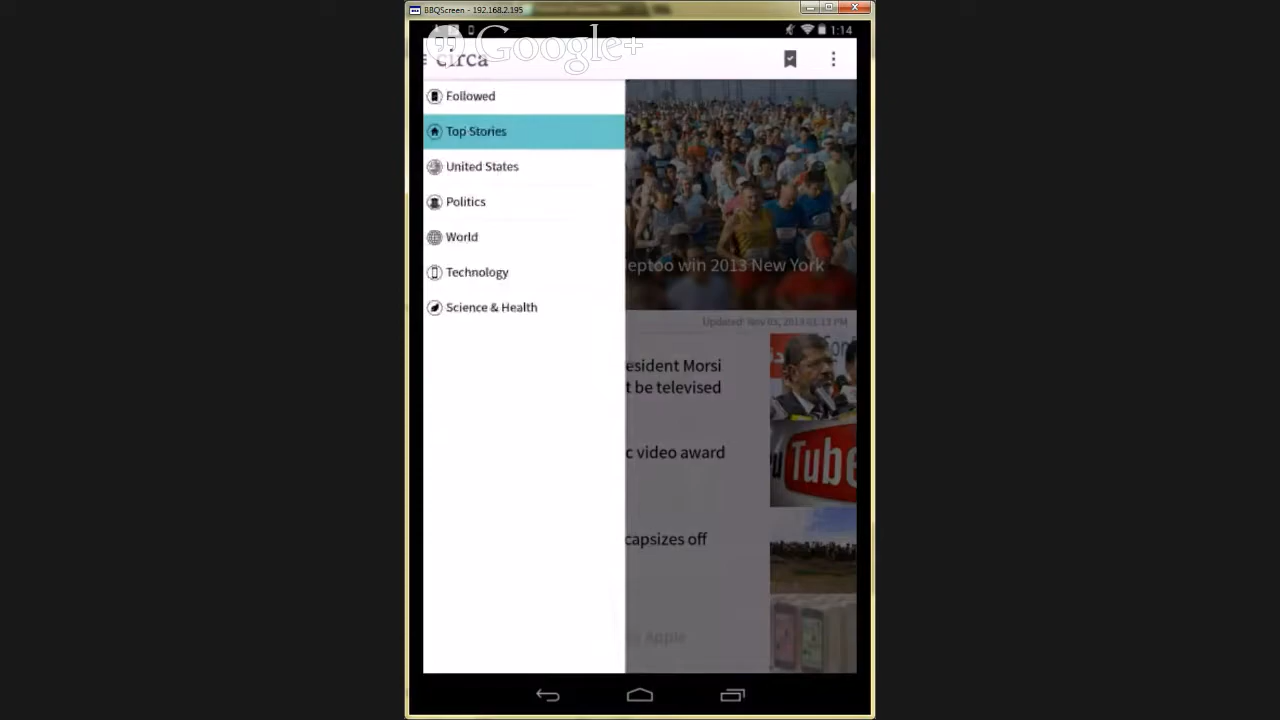 BBQScreen - 192.168.2.195
1:14
Google+
circa
Followed
Top Stories
United States
Politics
World
Technology
Science & Health
eptoo win 2013 New York
Updated: Nov 03, 2013 01:13 PM
esident Morsi
t be televised
c video award
Tube
capsizes off
Apple